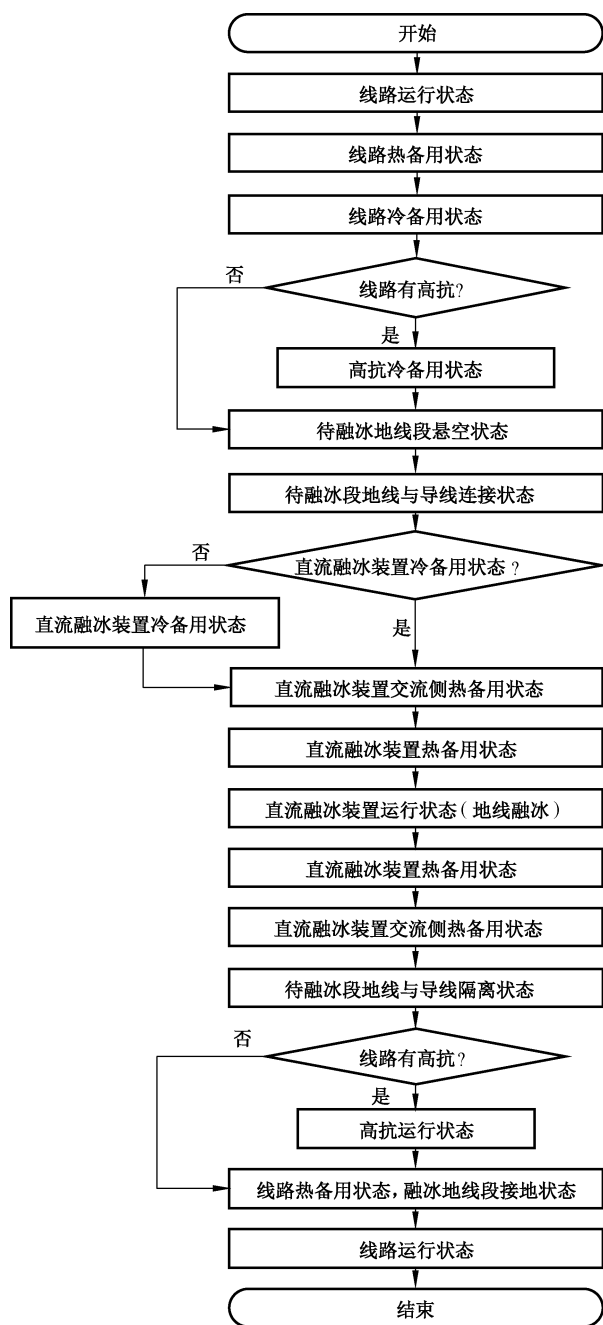 开始
线路运行状态
线路热备用状态
线路冷备用状态
否
线路有高抗?
是
高抗冷备用状态
待融冰地线段悬空状态
待融冰段地线与导线连接状态
否
直流融冰装置冷备用状态?
直流融冰装置冷备用状态
是
直流融冰装置交流侧热备用状态
直流融冰装置热备用状态
直流融冰装置运行状态(地线融冰)
直流融冰装置热备用状态
直流融冰装置交流侧热备用状态
待融冰段地线与导线隔离状态
否
线路有高抗?
是
高抗运行状态
线路热备用状态,融冰地线段接地状态
线路运行状态
结束